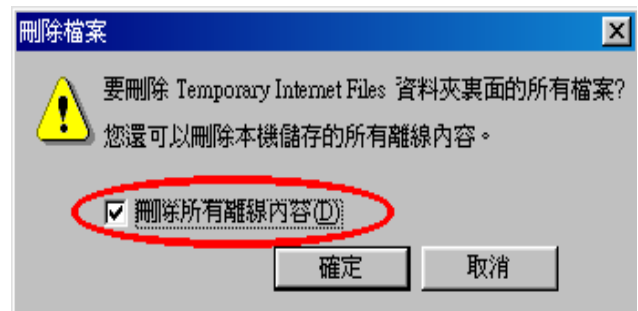 刪除檔案
要刪除 Temporary Internet Files 資料夾裏面的所有檔案?
您還可以刪除本機儲存的所有離線內容。
刪除所有離線內容(D)
確定
取消